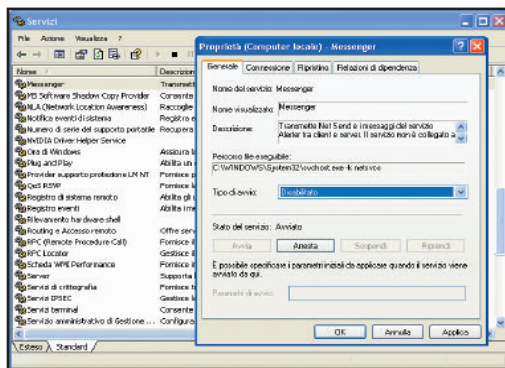 Servizi
File Azione Visualizza ?
Nome Descrizion
Messenger Transmett
MS Software Shadow Copy Provider Consente
NLA (Network Location Awareness) Raccoglie
Notifica eventi di sistema Registra e
Numero di serie del supporto portatile Recupera
NVIDIA Driver Helper Service
Ora di Windows Assicura l
Plug and Play Abilita un
Provider supporto protezione LM NT Fornisce p
QoS RSVP Fornisce
Registro di sistema remoto Abilita gli
Registro eventi Abilita i me
Rilevamento hardware shell
Routing e Accesso remoto Offre serv
RPC (Remote Procedure Call) Fornisce il
RPC Locator Gestisce il
Scheda WMI Performance Fornisce i
Server Supporta
Servizi di crittografia Fornisce t
Servizi IPSEC Gestisce l
Servizi terminal Consente
Servizio amministrativo di Gestione ... Configura
Esteso Standard
Proprietà (Computer locale) - Messenger
Generale Connessione Ripristino Relazioni di dipendenza
Nome del servizio: Messenger
Nome visualizzato: Messenger
Descrizione: Transmette Net Send e i messaggi del servizio
Alerter tra client e server. Il servizio non è collegato a
Percorso file eseguibile:
C:\WINDOWS\System32\svchost.exe -k netsvcs
Tipo di avvio: Disabilitato
Stato del servizio: Avviato
Avvia Arresta Sospendi Riprendi
È possibile specificare i parametri iniziali da applicare quando il servizio viene
avviato da qui.
Parametri di avvio:
OK Annulla Applica